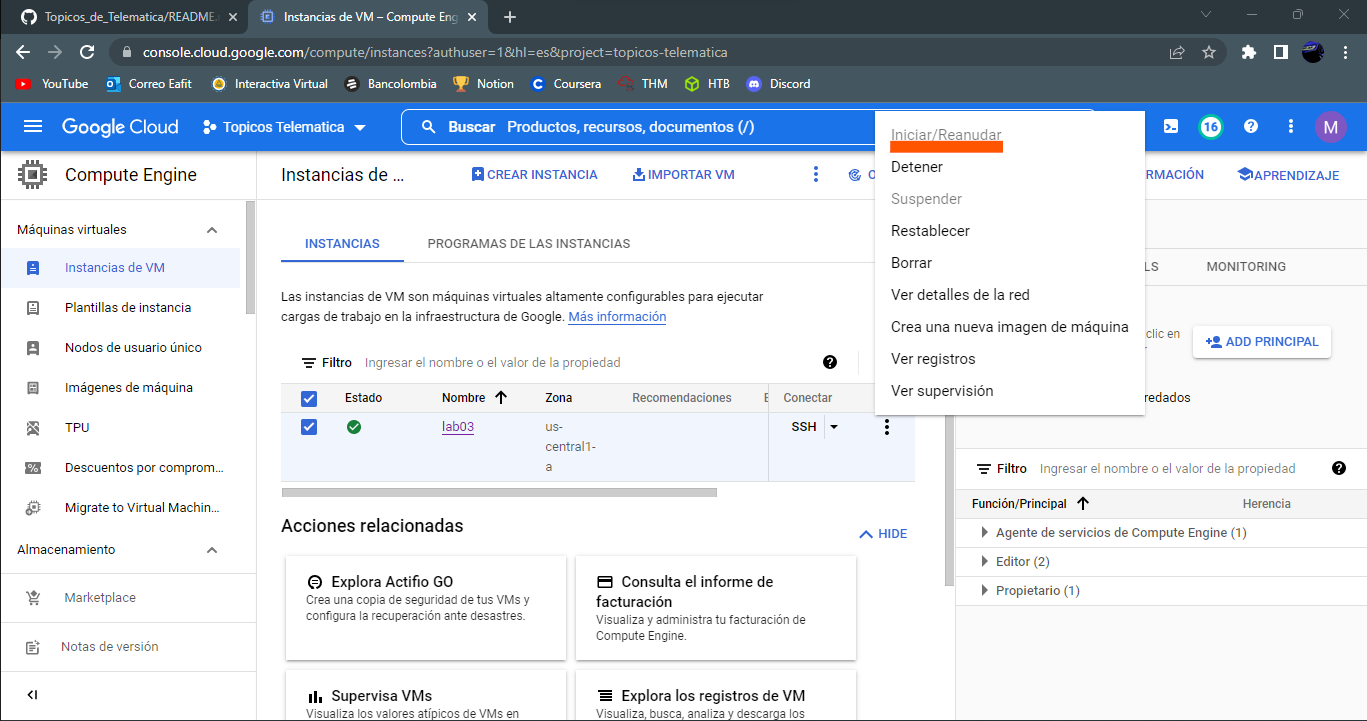 Topicos_de_Telematica/README.
Instancias de VM – Compute Eng
console.cloud.google.com/compute/instances?authuser=1&hl=es&project=topicos-telematica
YouTube
Correo Eafit
Interactiva Virtual
Bancolombia
Notion
Coursera
THM
HTB
Discord
Google Cloud
Topicos Telematica
Buscar Productos, recursos, documentos (/)
16
M
Compute Engine
Instancias de ...
CREAR INSTANCIA
IMPORTAR VM
RMACIÓN
APRENDIZAJE
Iniciar/Reanudar
Detener
Suspender
Restablecer
Borrar
Ver detalles de la red
Crea una nueva imagen de máquina
Ver registros
Ver supervisión
Máquinas virtuales
Instancias de VM
Plantillas de instancia
Nodos de usuario único
Imágenes de máquina
TPU
Descuentos por comprom...
Migrate to Virtual Machin...
Almacenamiento
Marketplace
Notas de versión
INSTANCIAS
PROGRAMAS DE LAS INSTANCIAS
Las instancias de VM son máquinas virtuales altamente configurables para ejecutar
cargas de trabajo en la infraestructura de Google. Más información
Filtro Ingresar el nombre o el valor de la propiedad
Estado
Nombre
Zona
Recomendaciones
Conectar
lab03
us-
central1-
a
SSH
Acciones relacionadas
HIDE
Explora Actifio GO
Crea una copia de seguridad de tus VMs y
configura la recuperación ante desastres.
Consulta el informe de
facturación
Visualiza y administra tu facturación de
Compute Engine.
Supervisa VMs
Visualiza los valores atípicos de VMs en
Explora los registros de VM
Visualiza, busca, analiza y descarga los
LS
MONITORING
clic en
ADD PRINCIPAL
redados
Filtro Ingresar el nombre o el valor de la propiedad
Función/Principal
Herencia
Agente de servicios de Compute Engine (1)
Editor (2)
Propietario (1)